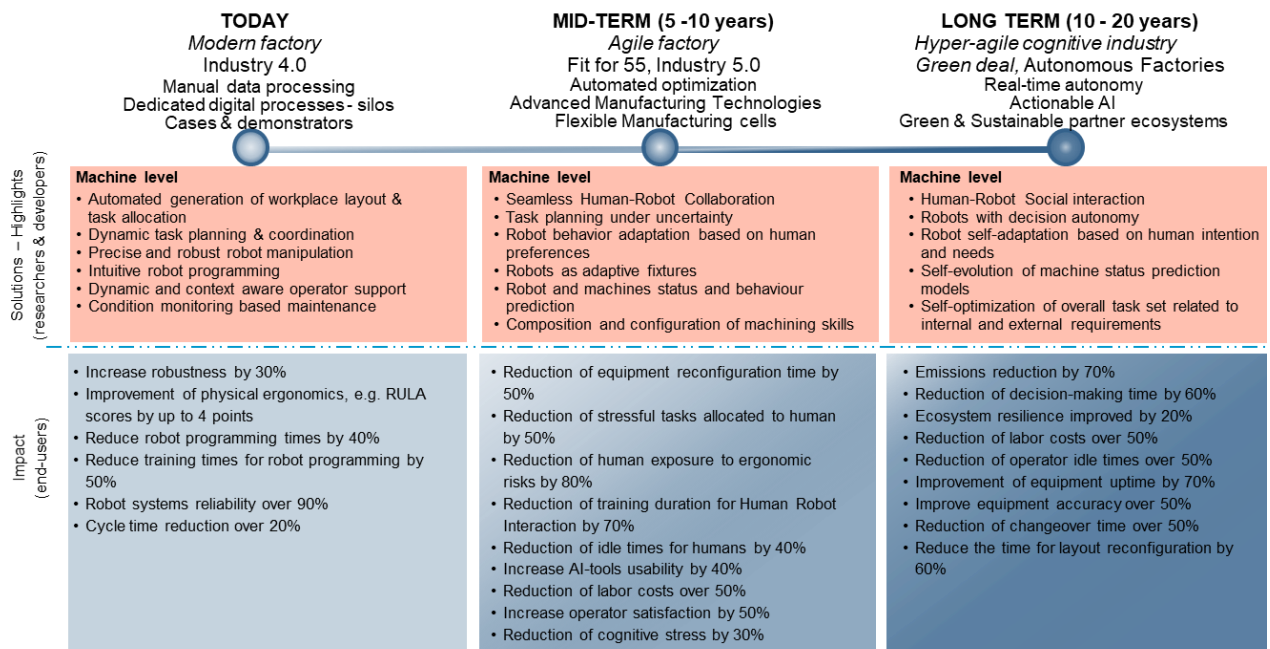 TODAY
Modern factory
Industry 4.0
Manual data processing
Dedicated digital processes - silos
Cases & demonstrators
MID-TERM (5 -10 years)
Agile factory
Fit for 55, Industry 5.0
Automated optimization
Advanced Manufacturing Technologies
Flexible Manufacturing cells
LONG TERM (10 - 20 years)
Hyper-agile cognitive industry
Green deal, Autonomous Factories
Real-time autonomy
Actionable AI
Green & Sustainable partner ecosystems
Solutions – Highlights
(researchers & developers)
Machine level
• Automated generation of workplace layout &
task allocation
• Dynamic task planning & coordination
• Precise and robust robot manipulation
• Intuitive robot programming
• Dynamic and context aware operator support
• Condition monitoring based maintenance
Machine level
• Seamless Human-Robot Collaboration
• Task planning under uncertainty
• Robot behavior adaptation based on human
preferences
• Robots as adaptive fixtures
• Robot and machines status and behaviour
prediction
• Composition and configuration of machining skills
Machine level
• Human-Robot Social interaction
• Robots with decision autonomy
• Robot self-adaptation based on human intention
and needs
• Self-evolution of machine status prediction
models
• Self-optimization of overall task set related to
internal and external requirements
Impact
(end-users)
• Increase robustness by 30%
• Improvement of physical ergonomics, e.g. RULA
scores by up to 4 points
• Reduce robot programming times by 40%
• Reduce training times for robot programming by
50%
• Robot systems reliability over 90%
• Cycle time reduction over 20%
• Reduction of equipment reconfiguration time by
50%
• Reduction of stressful tasks allocated to human
by 50%
• Reduction of human exposure to ergonomic
risks by 80%
• Reduction of training duration for Human Robot
Interaction by 70%
• Reduction of idle times for humans by 40%
• Increase AI-tools usability by 40%
• Reduction of labor costs over 50%
• Increase operator satisfaction by 50%
• Reduction of cognitive stress by 30%
• Emissions reduction by 70%
• Reduction of decision-making time by 60%
• Ecosystem resilience improved by 20%
• Reduction of labor costs over 50%
• Reduction of operator idle times over 50%
• Improvement of equipment uptime by 70%
• Improve equipment accuracy over 50%
• Reduction of changeover time over 50%
• Reduce the time for layout reconfiguration by
60%